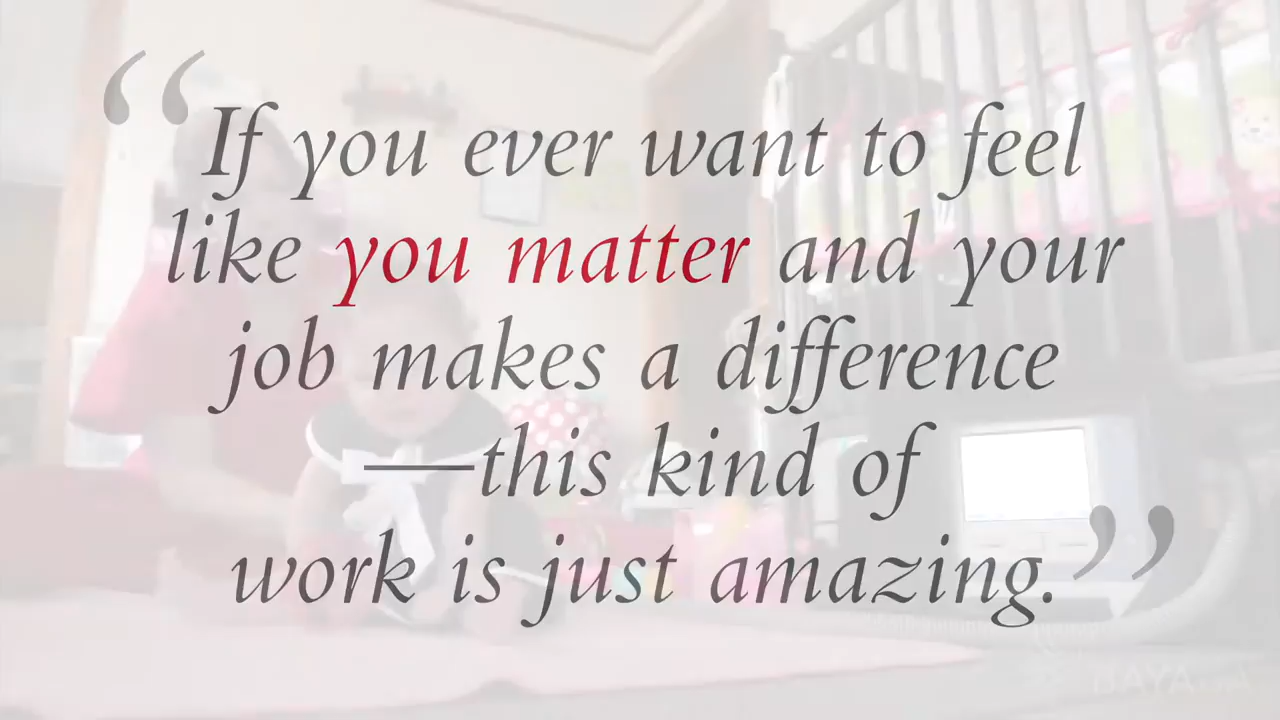 “If you ever want to feel
like you matter and your
job makes a difference
—this kind of
work is just amazing.”